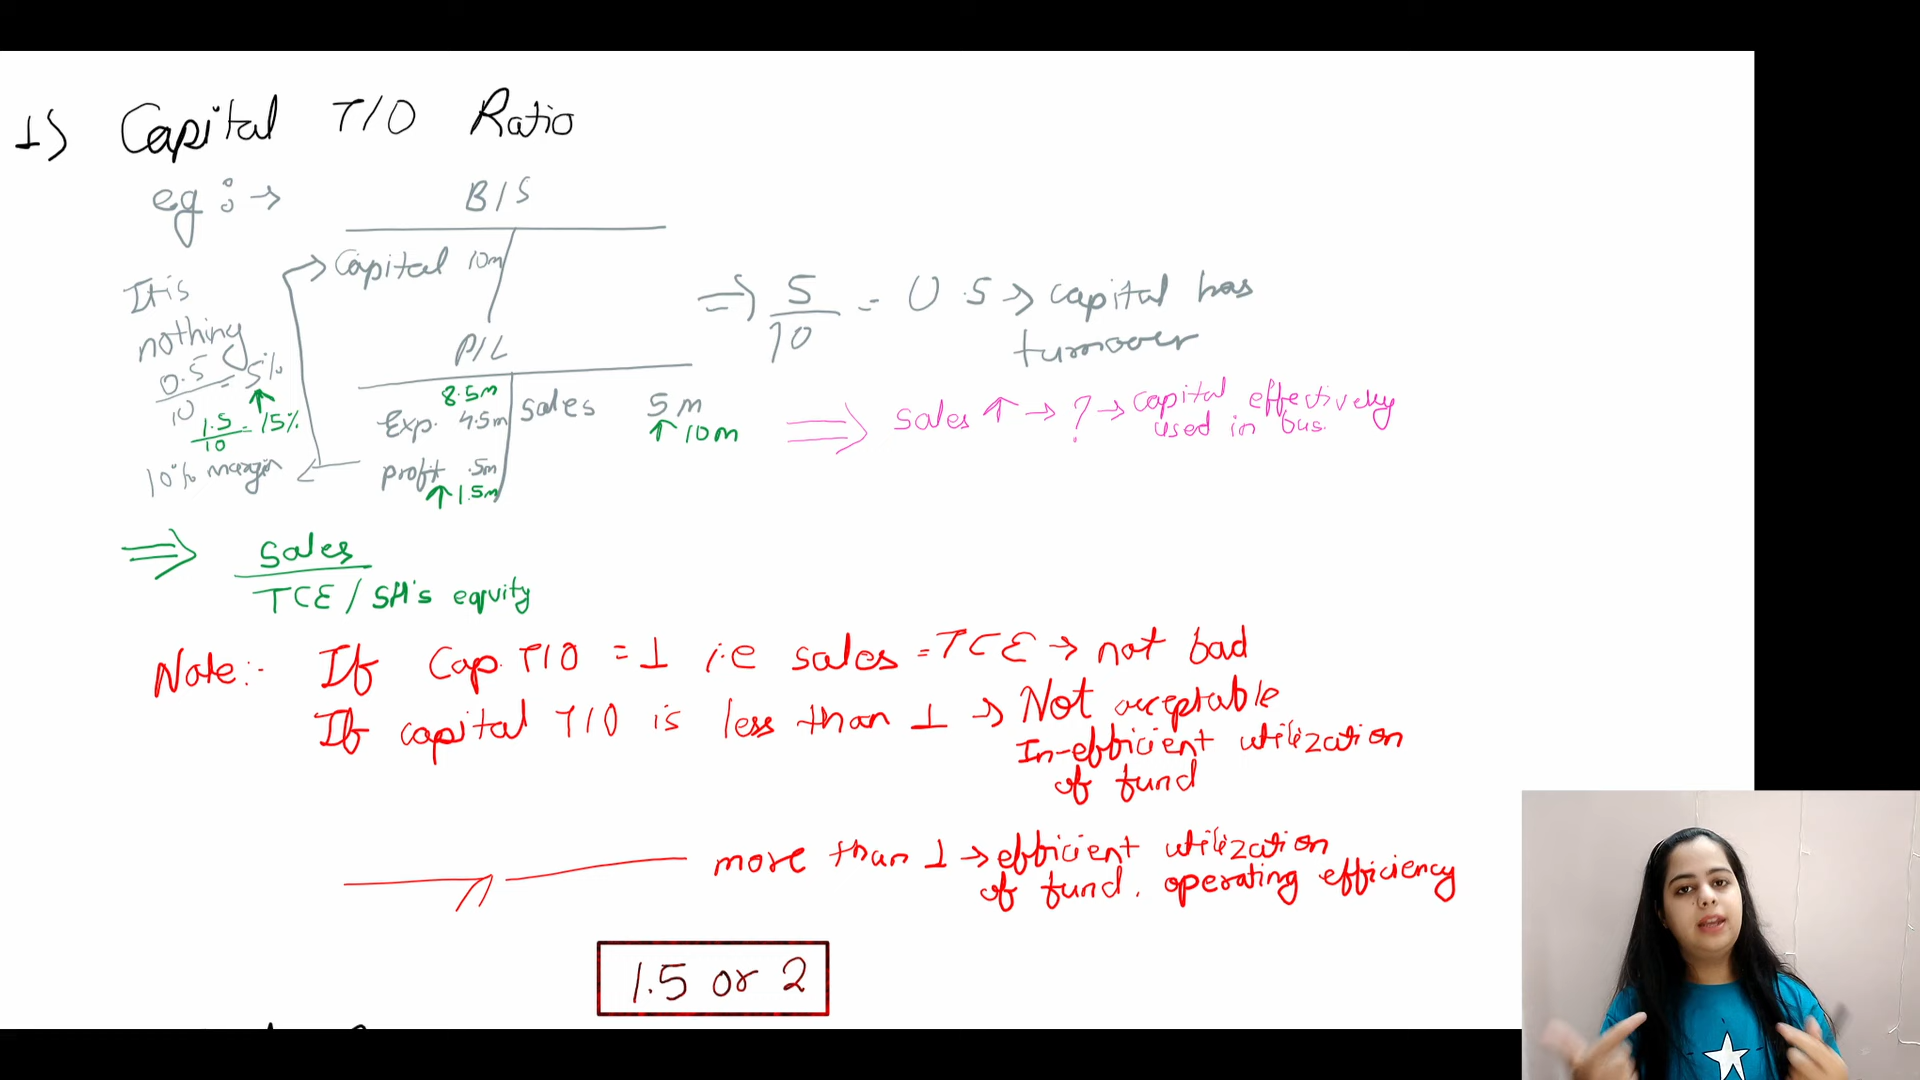 1) Capital T/O Ratio
eg :→ B/S
Capital 10m
It is
nothing
0.5/10 = 5%
1.5/10 = 15%
10% margin
P/L
8.5m
Exp. 4.5m sales 5m
↑ 10m
profit .5m
↑ 1.5m
⇒ 5/10 = 0.5 → capital has
turnover
⇒ sales ↑ → ? → capital effectively
used in bus.
⇒ Sales
TCE / SH's equity
Note:- If Cap. T/O = 1 i.e sales = TCE → not bad
If capital T/O is less than 1 → Not acceptable
In-efficient utilization
of fund
—〃— more than 1 → efficient utilization
of fund. operating efficiency
1.5 or 2